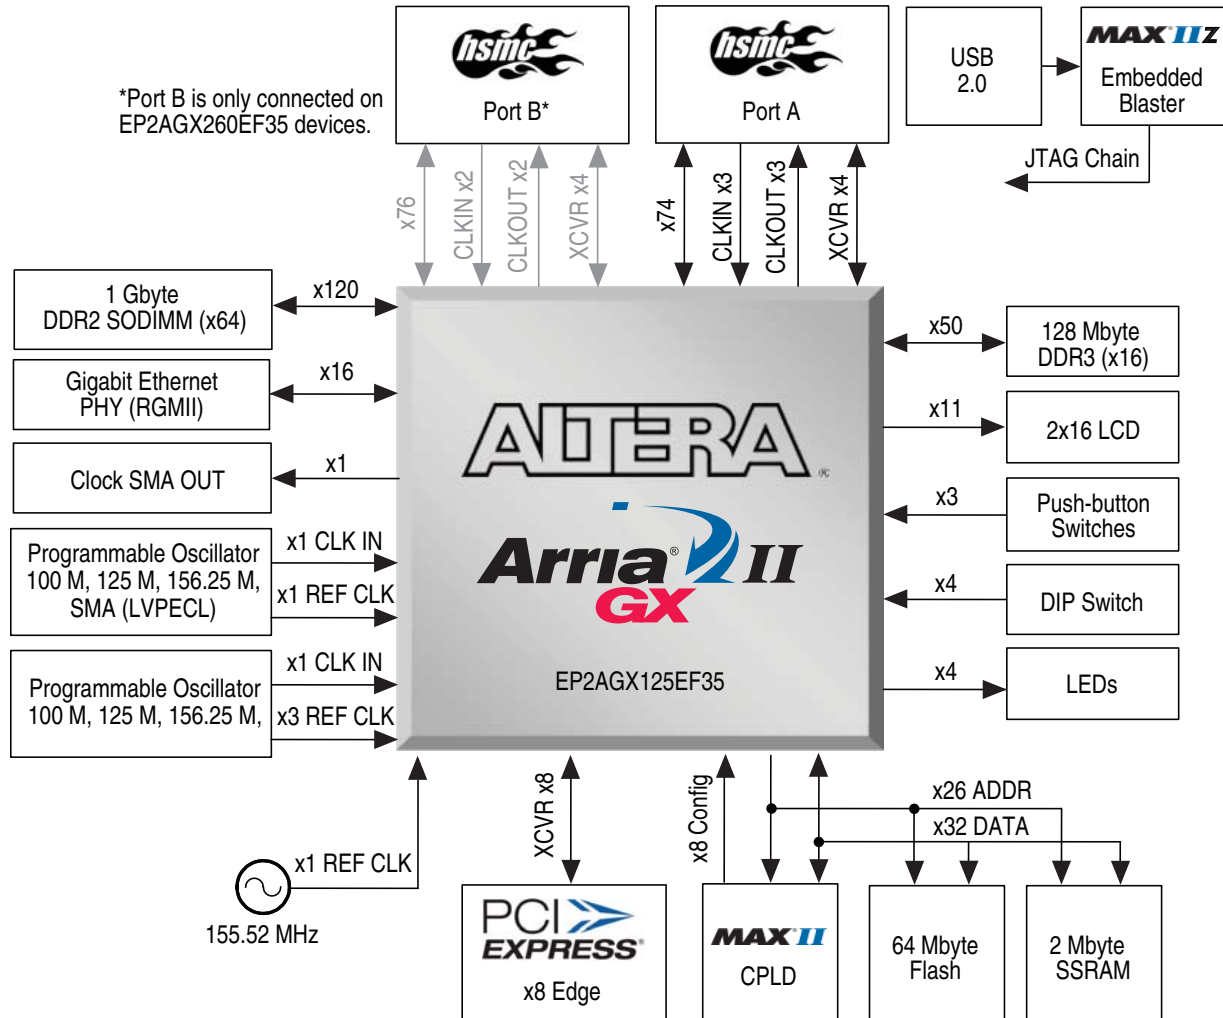 hsmc
Port B*
hsmc
Port A
USB
2.0
MAX® II Z
Embedded
Blaster
*Port B is only connected on
EP2AGX260EF35 devices.
JTAG Chain
x76
CLKIN x2
CLKOUT x2
XCVR x4
x74
CLKIN x3
CLKOUT x3
XCVR x4
1 Gbyte
DDR2 SODIMM (x64)
x120
Gigabit Ethernet
PHY (RGMII)
x16
Clock SMA OUT
x1
Programmable Oscillator
100 M, 125 M, 156.25 M,
SMA (LVPECL)
x1 CLK IN
x1 REF CLK
Programmable Oscillator
100 M, 125 M, 156.25 M,
x1 CLK IN
x3 REF CLK
ALTERA®
Arria® II
GX
EP2AGX125EF35
x50
128 Mbyte
DDR3 (x16)
x11
2x16 LCD
x3
Push-button
Switches
x4
DIP Switch
x4
LEDs
x1 REF CLK
155.52 MHz
XCVR x8
x8 Config
x26 ADDR
x32 DATA
PCI
EXPRESS®
x8 Edge
MAX® II
CPLD
64 Mbyte
Flash
2 Mbyte
SSRAM